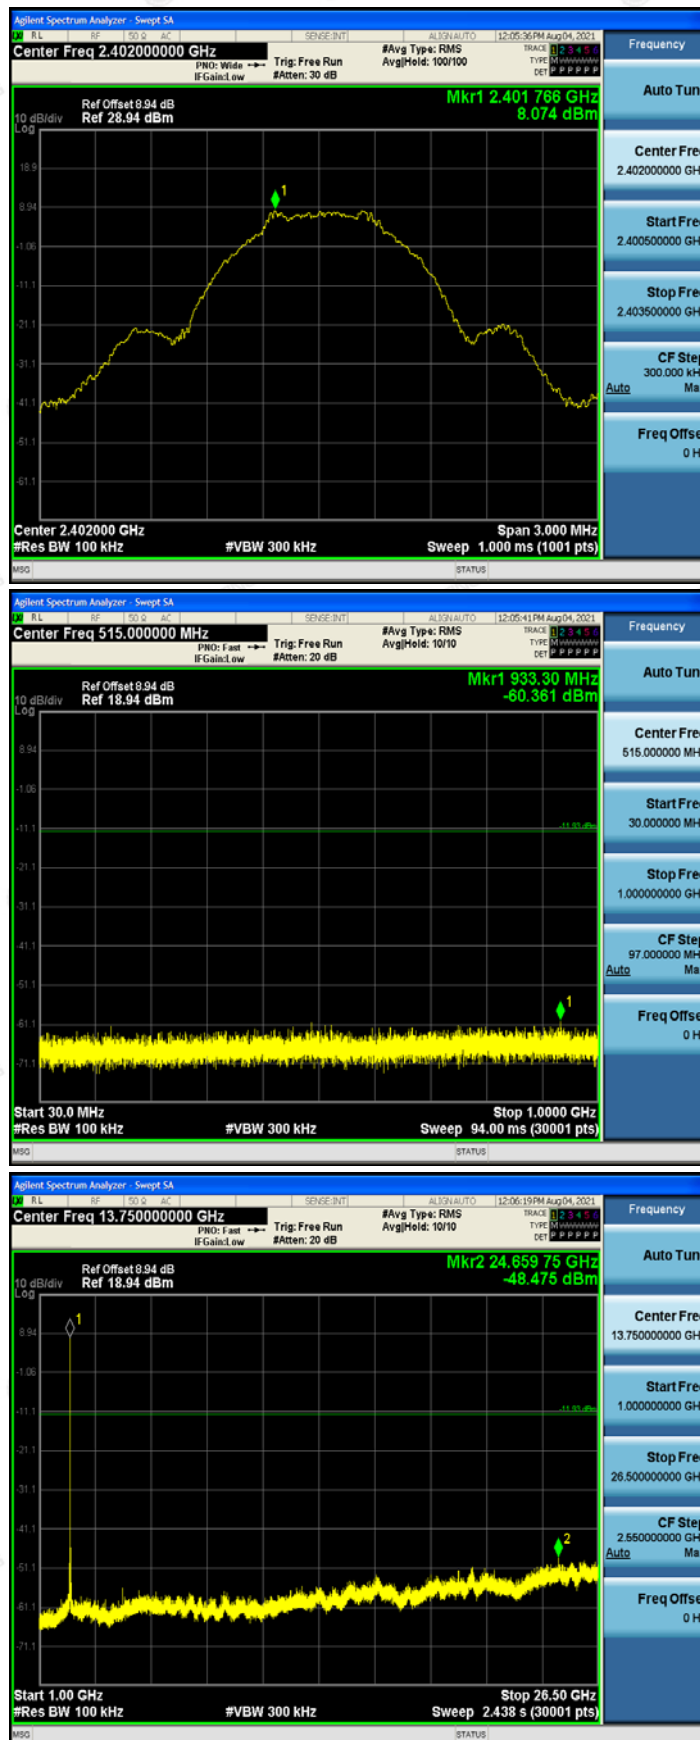 Agilent Spectrum Analyzer - Swept SA
RL RF 50 Ω AC SENSE:INT ALIGNAUTO 12:05:36PM Aug04, 2021
Center Freq 2.402000000 GHz #Avg Type: RMS TRACE 1 2 3 4 5 6 Frequency
PNO: Wide Trig: Free Run Avg|Hold: 100/100 TYPE M
IFGain:Low #Atten: 30 dB DET P P P P P P
Auto Tun
Mkr1 2.401 766 GHz
Ref Offset 8.94 dB
10 dB/div Ref 28.94 dBm 8.074 dBm
Log
Center Fre
2.402000000 GH
18.9
1
8.94
Start Fre
2.400500000 GH
-1.06
-11.1
Stop Fre
2.403500000 GH
-21.1
CF Ste
300.000 kH
Auto Ma
-31.1
-41.1
Freq Offse
0 H
-51.1
-61.1
Center 2.402000 GHz Span 3.000 MHz
#Res BW 100 kHz #VBW 300 kHz Sweep 1.000 ms (1001 pts)
MSG STATUS
Agilent Spectrum Analyzer - Swept SA
RL RF 50 Ω AC SENSE:INT ALIGNAUTO 12:05:41PM Aug04, 2021
Center Freq 515.000000 MHz #Avg Type: RMS TRACE 1 2 3 4 5 6 Frequency
PNO: Fast Trig: Free Run Avg|Hold: 10/10 TYPE M
IFGain:Low #Atten: 20 dB DET P P P P P P
Auto Tun
Mkr1 933.30 MHz
Ref Offset 8.94 dB
10 dB/div Ref 18.94 dBm -60.361 dBm
Log
Center Fre
515.000000 MH
8.94
-1.06
Start Fre
30.000000 MH
-11.1 -11.93 dBm
-21.1
Stop Fre
1.000000000 GH
-31.1
-41.1
CF Ste
97.000000 MH
Auto Ma
-51.1
1
-61.1
Freq Offse
0 H
-71.1
Start 30.0 MHz Stop 1.0000 GHz
#Res BW 100 kHz #VBW 300 kHz Sweep 94.00 ms (30001 pts)
MSG STATUS
Agilent Spectrum Analyzer - Swept SA
RL RF 50 Ω AC SENSE:INT ALIGNAUTO 12:06:19PM Aug04, 2021
Center Freq 13.750000000 GHz #Avg Type: RMS TRACE 1 2 3 4 5 6 Frequency
PNO: Fast Trig: Free Run Avg|Hold: 10/10 TYPE M
IFGain:Low #Atten: 20 dB DET P P P P P P
Auto Tun
Mkr2 24.659 75 GHz
Ref Offset 8.94 dB
10 dB/div Ref 18.94 dBm -48.475 dBm
Log
1
Center Fre
13.750000000 GH
8.94
-1.06
Start Fre
1.000000000 GH
-11.1 -11.93 dBm
-21.1
Stop Fre
26.500000000 GH
-31.1
-41.1
CF Ste
2.550000000 GH
Auto Ma
2
-51.1
Freq Offse
0 H
-61.1
-71.1
Start 1.00 GHz Stop 26.50 GHz
#Res BW 100 kHz #VBW 300 kHz Sweep 2.438 s (30001 pts)
MSG STATUS